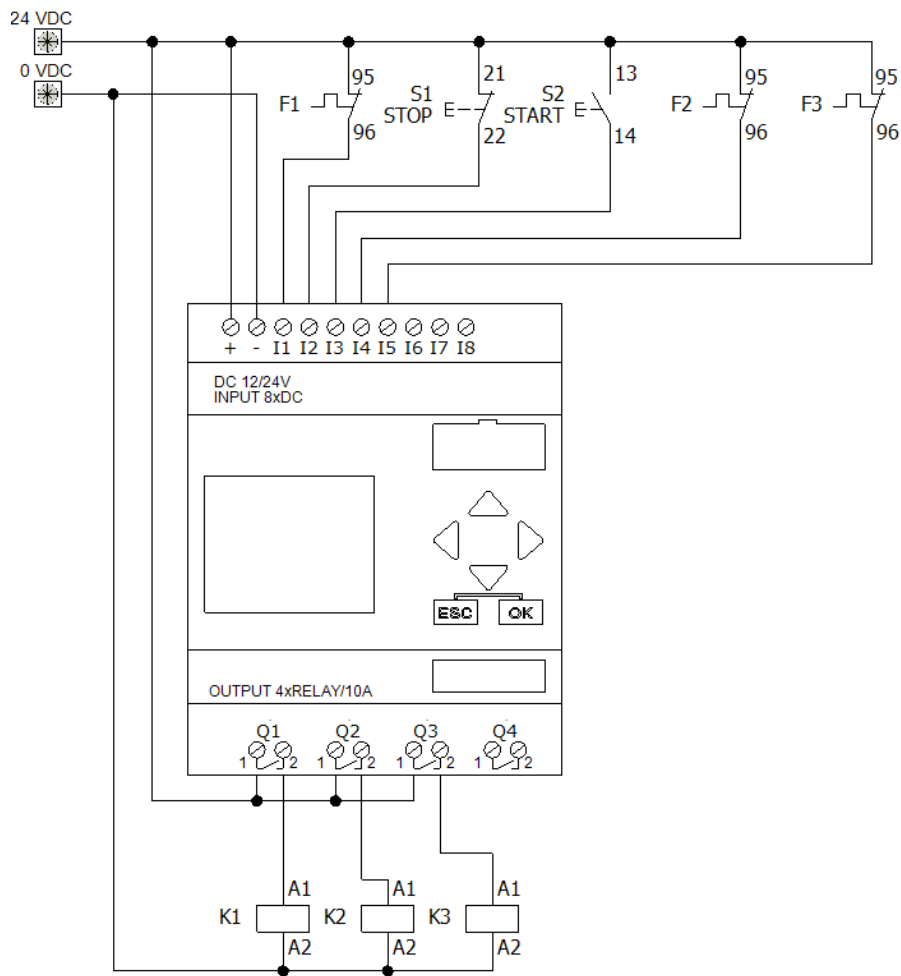 24 VDC
0 VDC
F1 95 96
S1 STOP 21 22
S2 START 13 14
F2 95 96
F3 95 96
+ - I1 I2 I3 I4 I5 I6 I7 I8
DC 12/24V
INPUT 8xDC
ESC OK
OUTPUT 4xRELAY/10A
Q1 Q2 Q3 Q4
1 2 1 2 1 2 1 2
K1 A1 A2
K2 A1 A2
K3 A1 A2